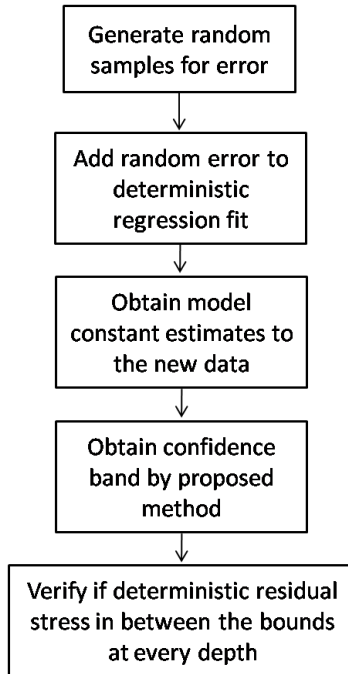 Generate random
samples for error
Add random error to
deterministic
regression fit
Obtain model
constant estimates to
the new data
Obtain confidence
band by proposed
method
Verify if deterministic residual
stress in between the bounds
at every depth